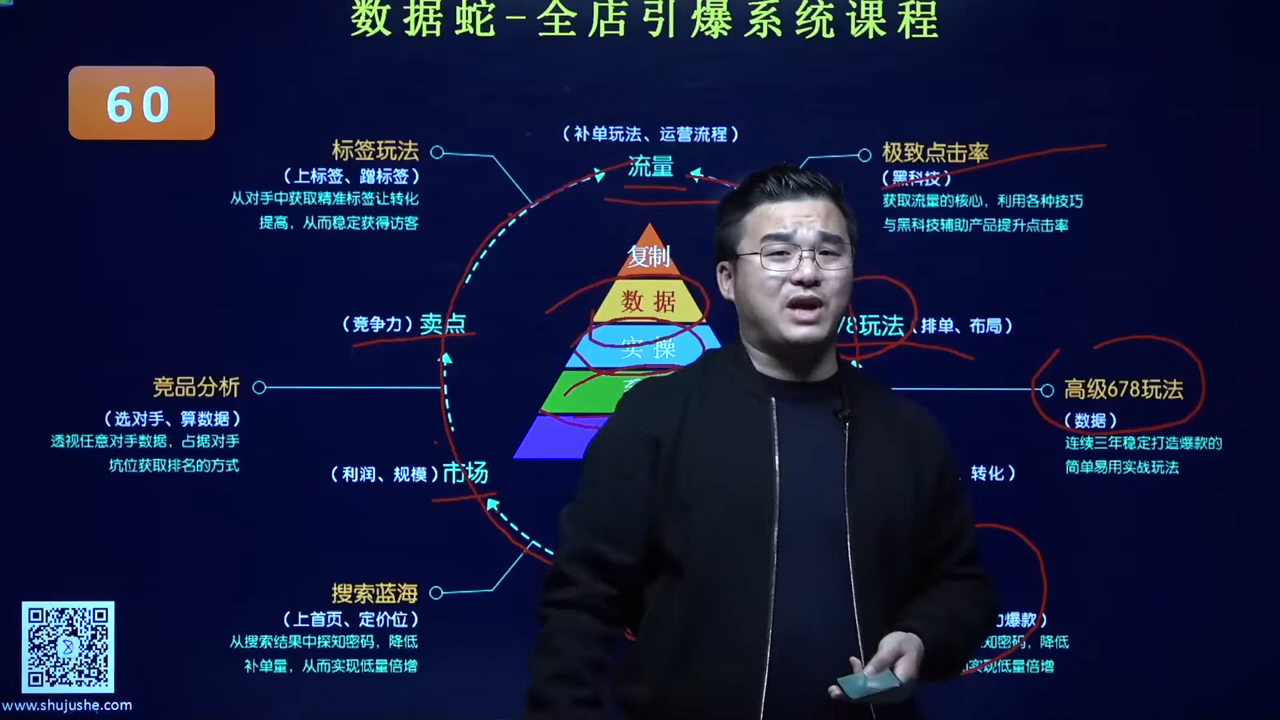 数据蛇-全店引爆系统课程
60
(补单玩法、运营流程)
流量
标签玩法
(上标签、蹭标签)
从对手中获取精准标签让转化
提高，从而稳定获得访客
极致点击率
(黑科技)
获取流量的核心，利用各种技巧
与黑科技辅助产品提升点击率
复制
数据
实操
(竞争力)卖点
78玩法(排单、布局)
竞品分析
(选对手、算数据)
透视任意对手数据，占据对手
坑位获取排名的方式
高级678玩法
(数据)
连续三年稳定打造爆款的
简单易用实战玩法
(利润、规模)市场
、转化)
搜索蓝海
(上首页、定价位)
从搜索结果中探知密码，降低
补单量，从而实现低量倍增
爆款)
知密码，降低
实现低量倍增
www.shujushe.com